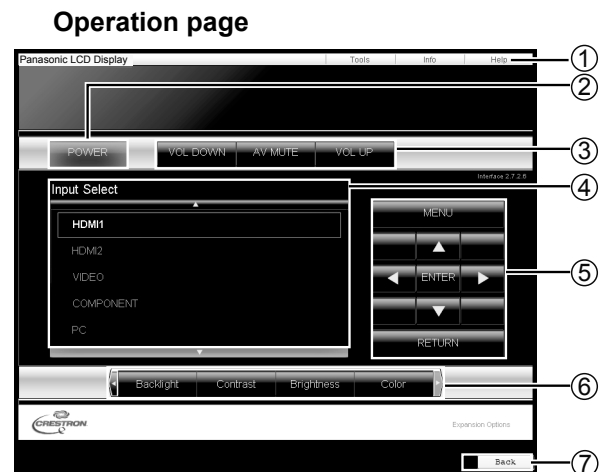 Operation page
Panasonic LCD Display Tools Info Help ①
②
POWER VOL DOWN AV MUTE VOL UP ③
Interface 2.7.2.6
Input Select ④
HDMI1
HDMI2
VIDEO
COMPONENT
PC
MENU
ENTER ⑤
RETURN
Backlight Contrast Brightness Color ⑥
CRESTRON Expansion Options
Back ⑦